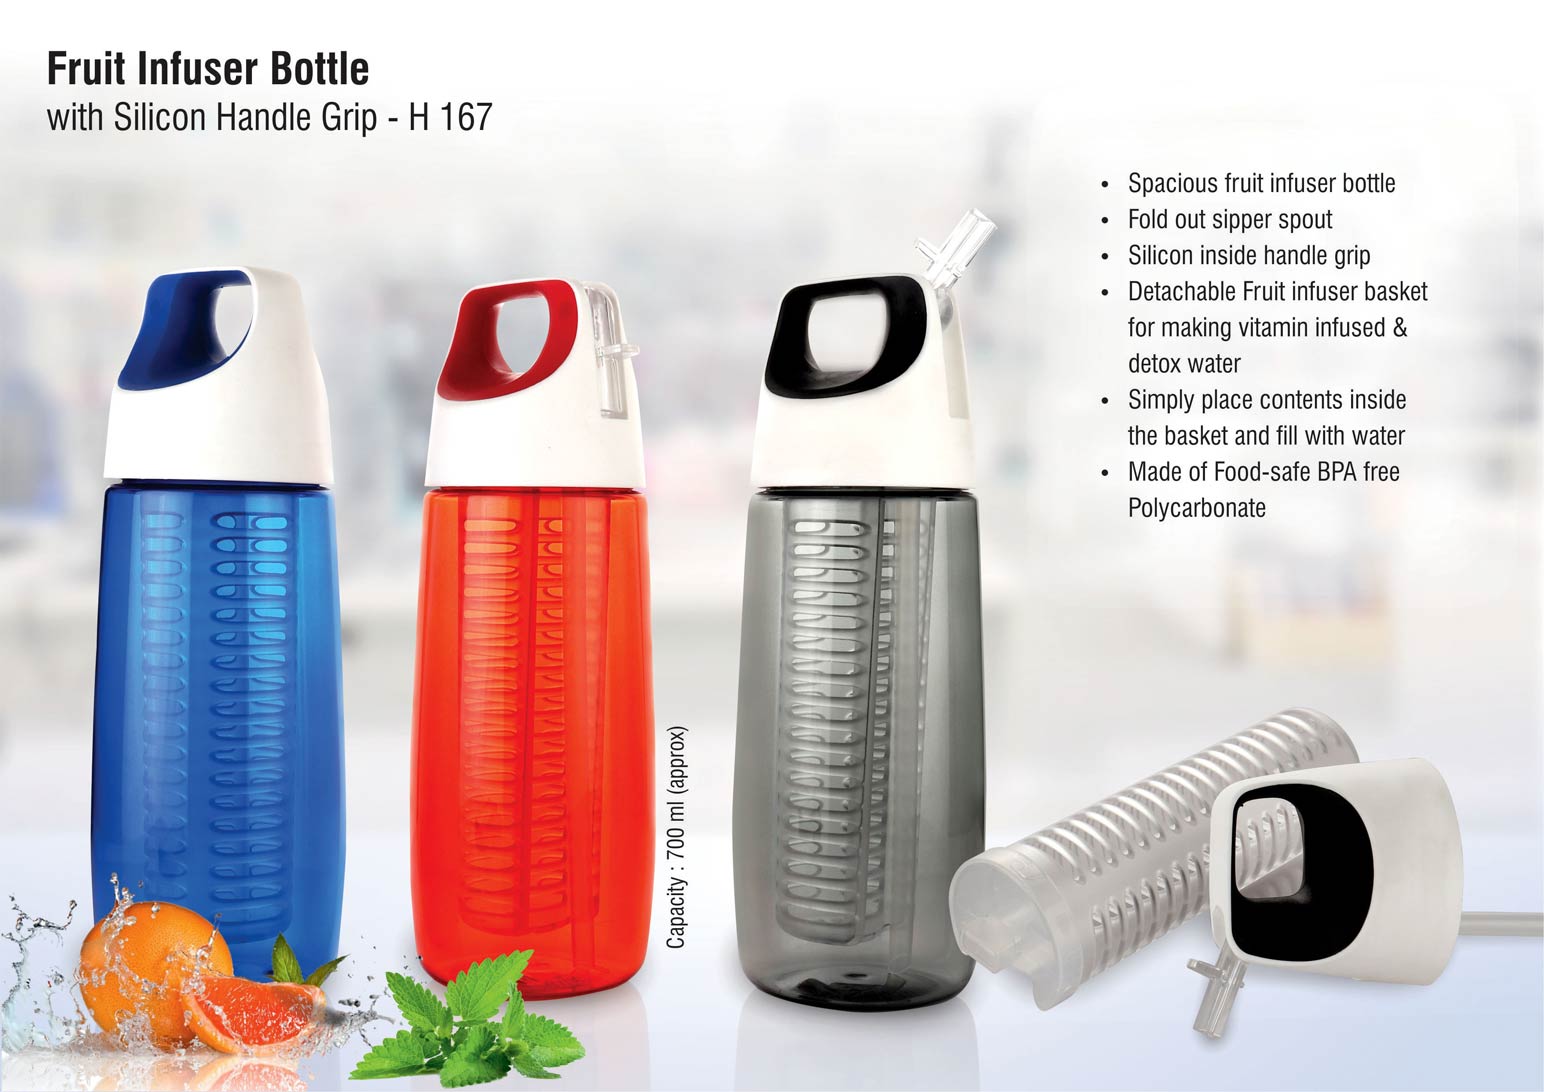 Fruit Infuser Bottle
with Silicon Handle Grip - H 167
• Spacious fruit infuser bottle
• Fold out sipper spout
• Silicon inside handle grip
• Detachable Fruit infuser basket
for making vitamin infused &
detox water
• Simply place contents inside
the basket and fill with water
• Made of Food-safe BPA free
Polycarbonate
Capacity : 700 ml (approx)